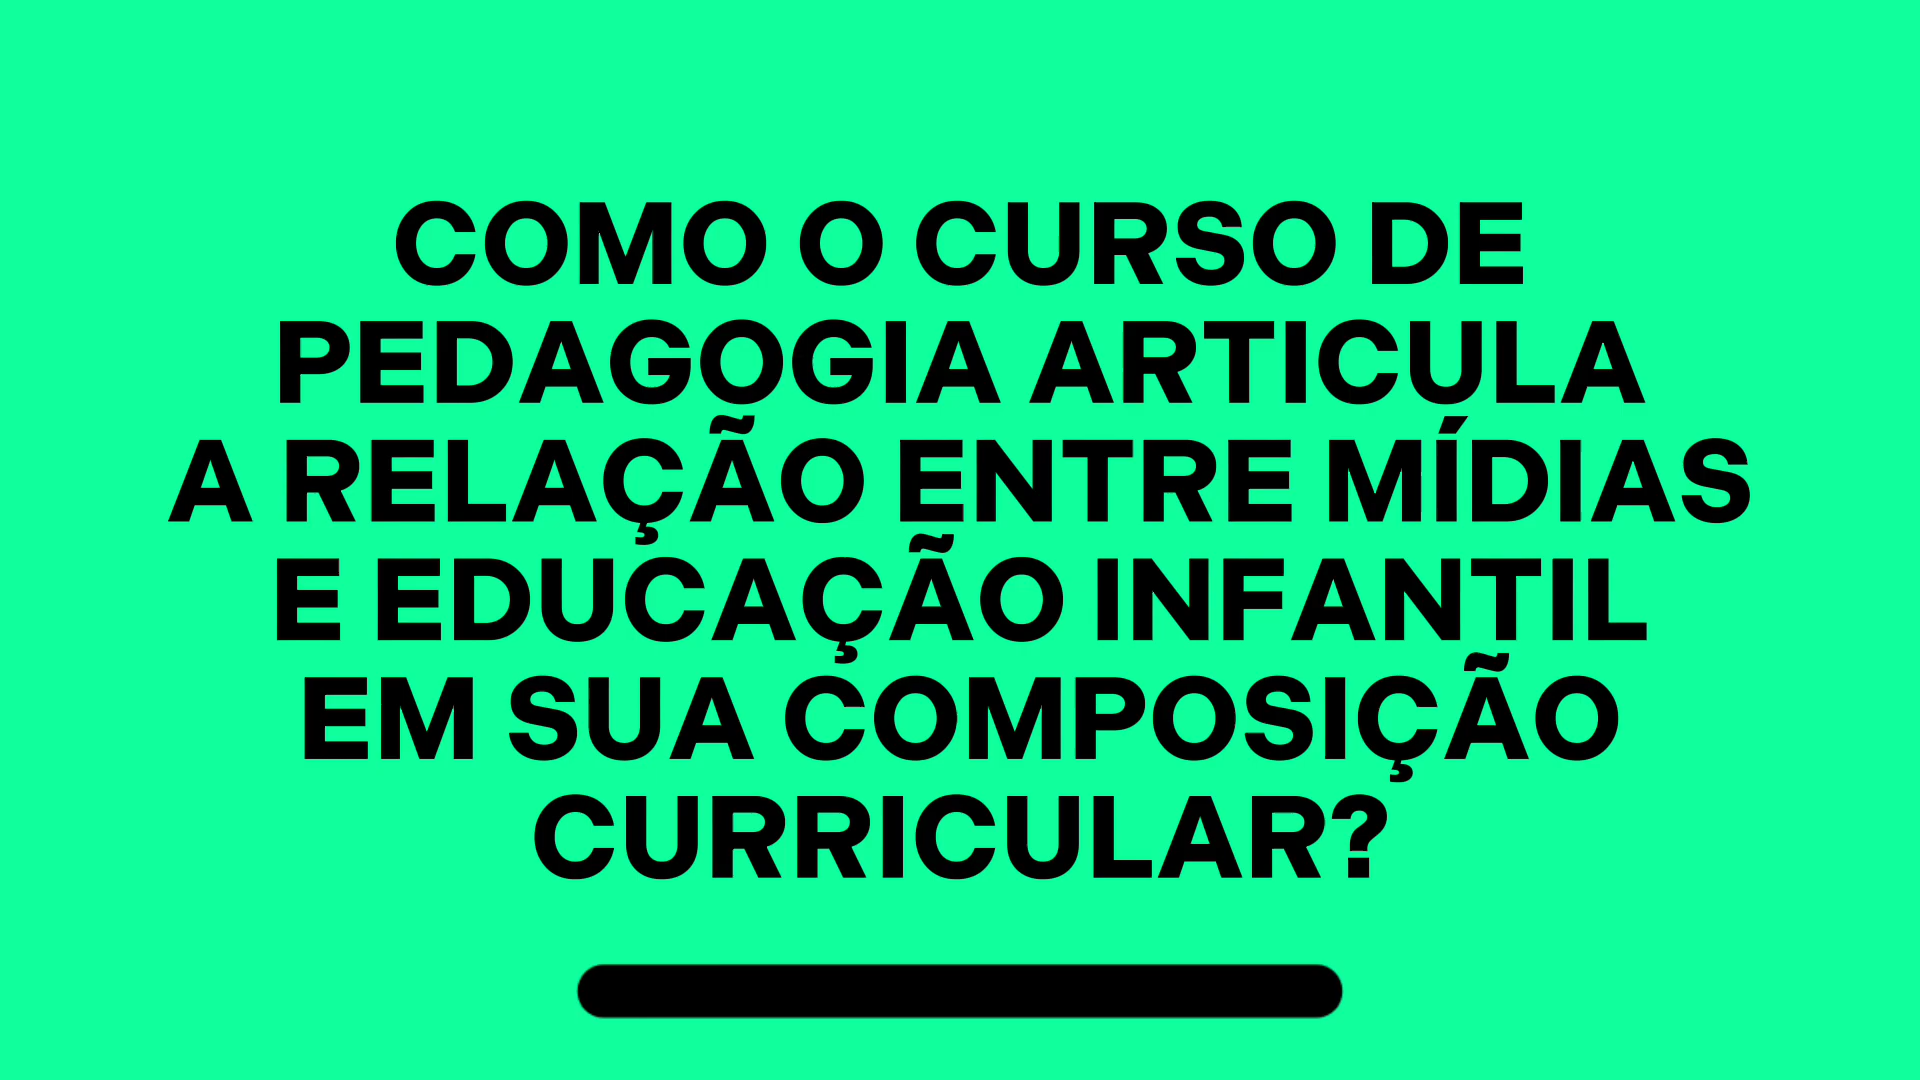 COMO O CURSO DE
PEDAGOGIA ARTICULA
A RELAÇÃO ENTRE MÍDIAS
E EDUCAÇÃO INFANTIL
EM SUA COMPOSIÇÃO
CURRICULAR?